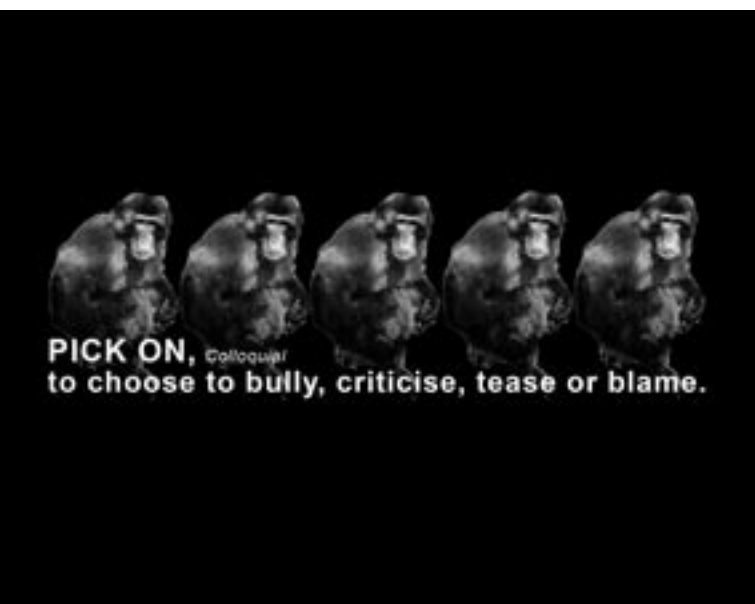 PICK ON, Colloquial
to choose to bully, criticise, tease or blame.